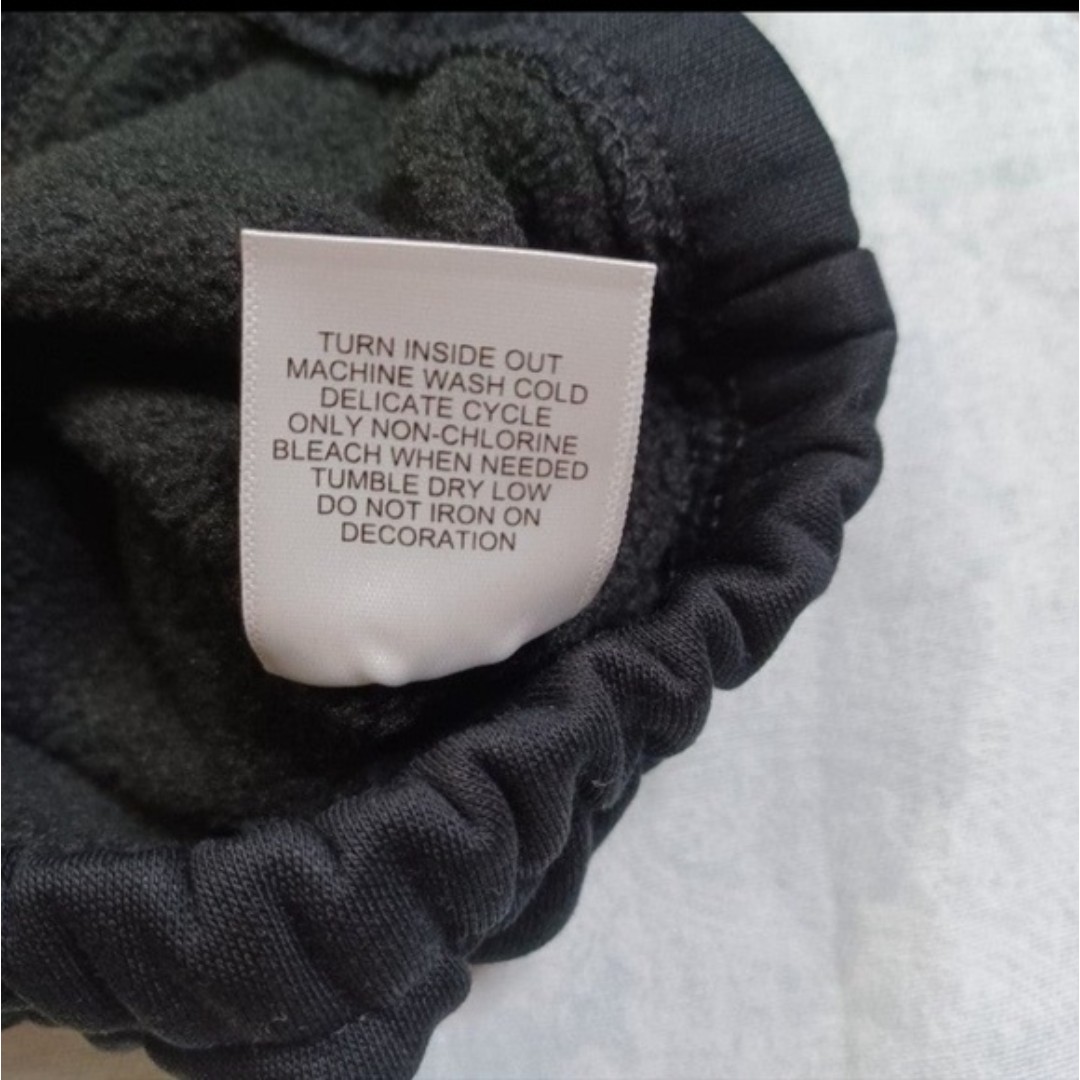 TURN INSIDE OUT
MACHINE WASH COLD
DELICATE CYCLE
ONLY NON-CHLORINE
BLEACH WHEN NEEDED
TUMBLE DRY LOW
DO NOT IRON ON
DECORATION